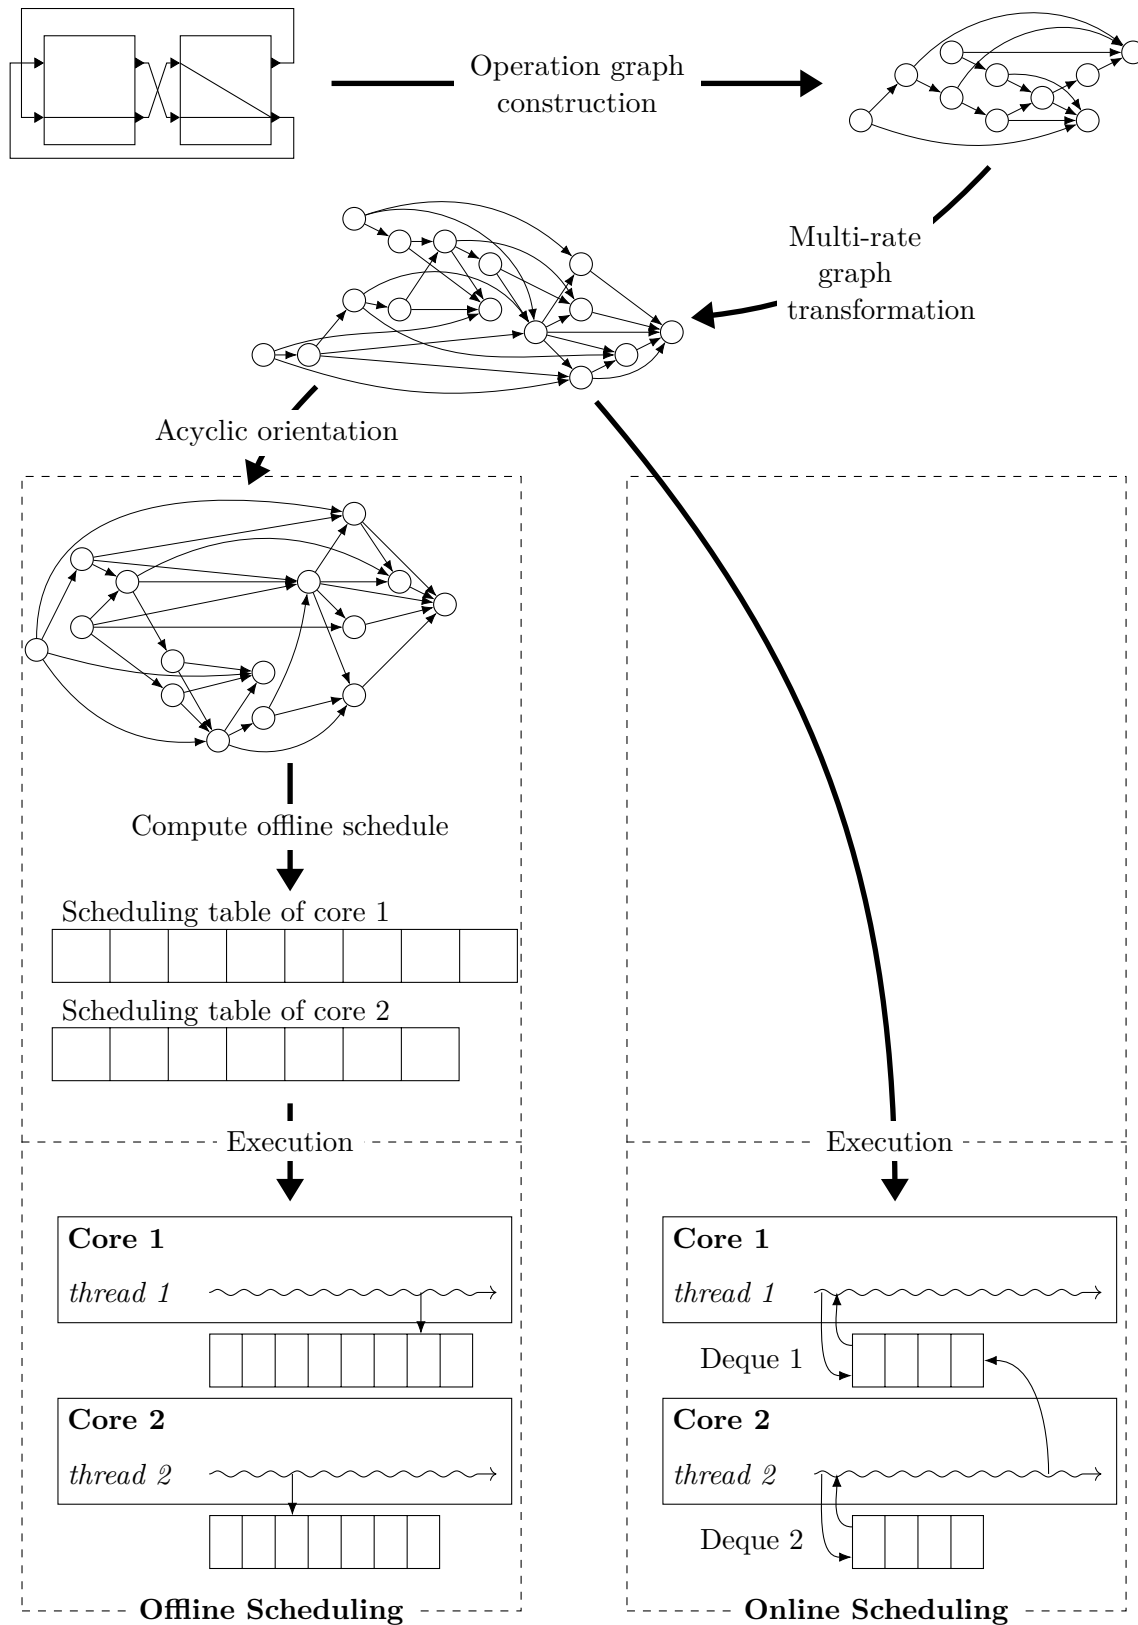 Operation graph
construction
Multi-rate
graph
transformation
Acyclic orientation
Compute offline schedule
Scheduling table of core 1
Scheduling table of core 2
Execution
Core 1
thread 1
Core 2
thread 2
Offline Scheduling
Execution
Core 1
thread 1
Deque 1
Core 2
thread 2
Deque 2
Online Scheduling